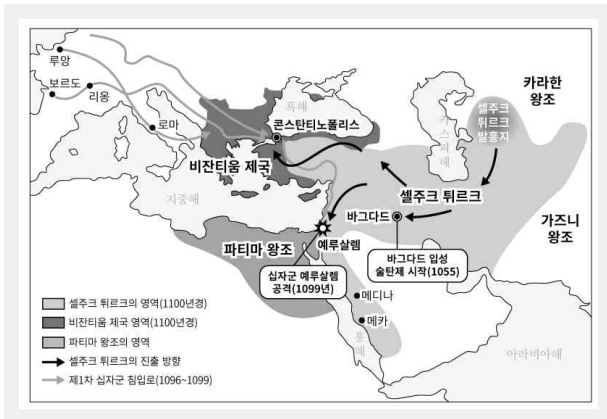 루앙
보르도
리옹
로마
흑해
콘스탄티노폴리스
비잔티움 제국
지중해
카스피해
카라한
왕조
셀주크
튀르크
발흥지
셀주크 튀르크
바그다드
가즈니
왕조
파티마 왕조
예루살렘
십자군 예루살렘
공격(1099년)
바그다드 입성
술탄제 시작(1055)
메디나
메카
홍해
아라비아해
셀주크 튀르크의 영역(1100년경)
비잔티움 제국 영역(1100년경)
파티마 왕조의 영역
셀주크 튀르크의 진출 방향
제1차 십자군 침입로(1096~1099)